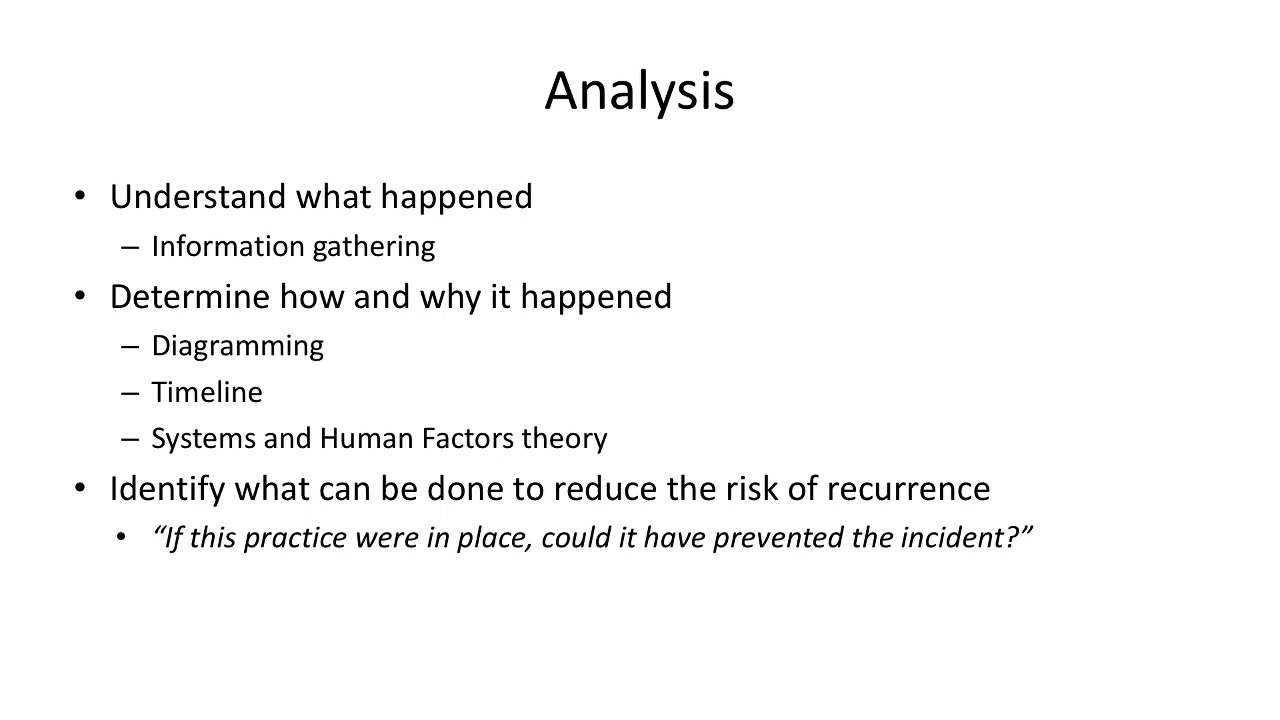 Analysis
• Understand what happened
– Information gathering
• Determine how and why it happened
– Diagramming
– Timeline
– Systems and Human Factors theory
• Identify what can be done to reduce the risk of recurrence
• “If this practice were in place, could it have prevented the incident?”